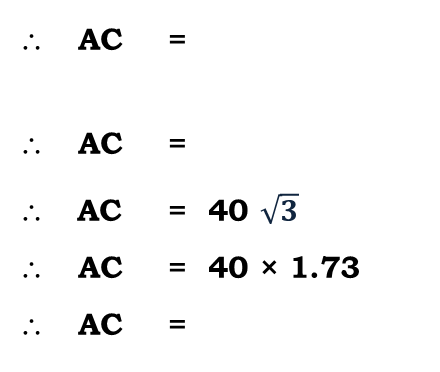 ∴ AC =
∴ AC =
∴ AC = 40 √3
∴ AC = 40 × 1.73
∴ AC =